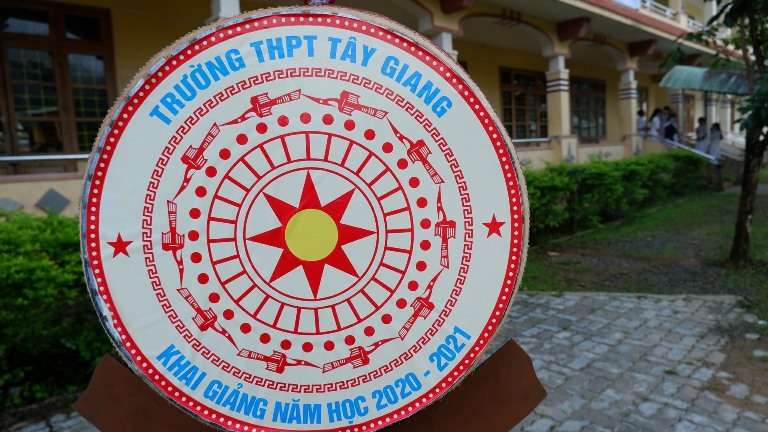 TRƯỜNG THPT TÂY GIANG
KHAI GIẢNG NĂM HỌC 2020 - 2021